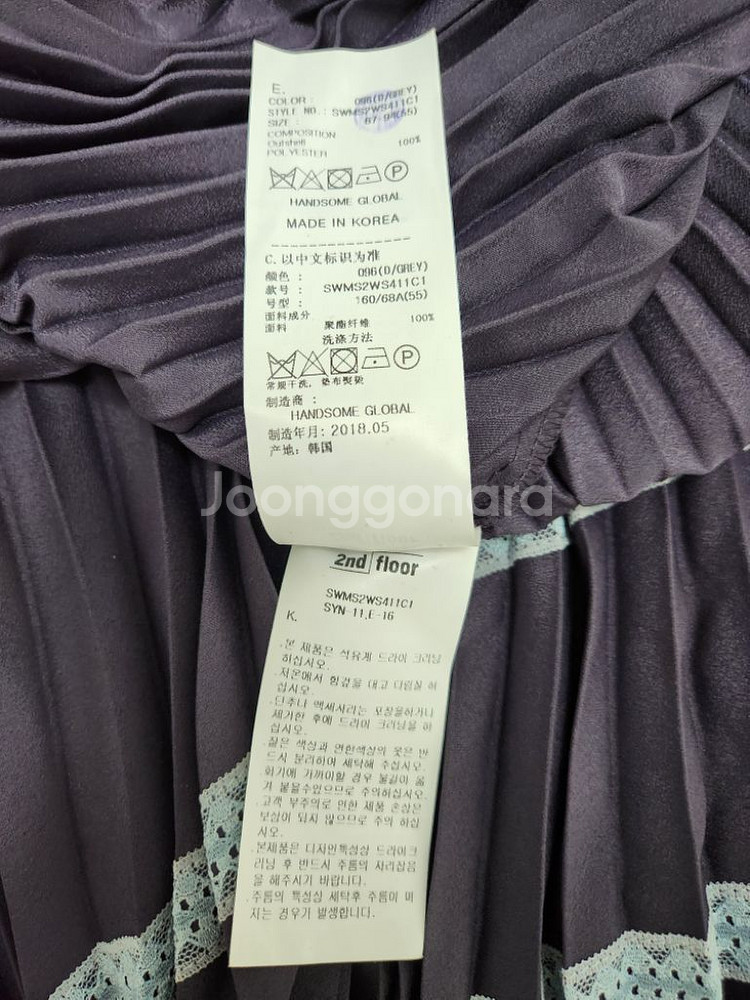 E.
COLOR : 096(D/GREY)
STYLE NO.: SWMS2WS411C1
SIZE : 67-94(55)
COMPOSITION
Outshell
POLYESTER 100%
P
HANDSOME GLOBAL
MADE IN KOREA
C. 以中文标识为准
颜色 : 096(D/GREY)
款号 : SWMS2WS411C1
号型 : 160/68A(55)
面料成分
面料 聚酯纤维 100%
洗涤方法
P
常规干洗, 垫布熨烫
制造商 :
HANDSOME GLOBAL
制造年月: 2018.05
产地: 韩国
Joonggonara
2nd floor
SWMS2WS411C1
SYN-11.E-16
K.
.본 제품은 석유계 드라이 크리닝
하십시오.
.저온에서 헝겊을 대고 다림질 하
십시오.
.단추나 액세사리는 포장을하거나
제거한 후에 드라이 크리닝을 하
십시오.
.짙은 색상과 연한색상의 옷은 반
드시 분리하여 세탁해 주십시오.
.화기에 가까이할 경우 불길이 옮
겨 붙을수있으므로 주의하십시오.
.고객 부주의로 인한 제품 손상은
보상이 되지 않으므로 주의 하십
시오.
.본제품은 디자인특성상 드라이크
리닝 후 반드시 주름의 자리잡음
을 해주시기 바랍니다.
.주름의 특성상 세탁후 주름이 펴
지는 경우가 발생합니다.